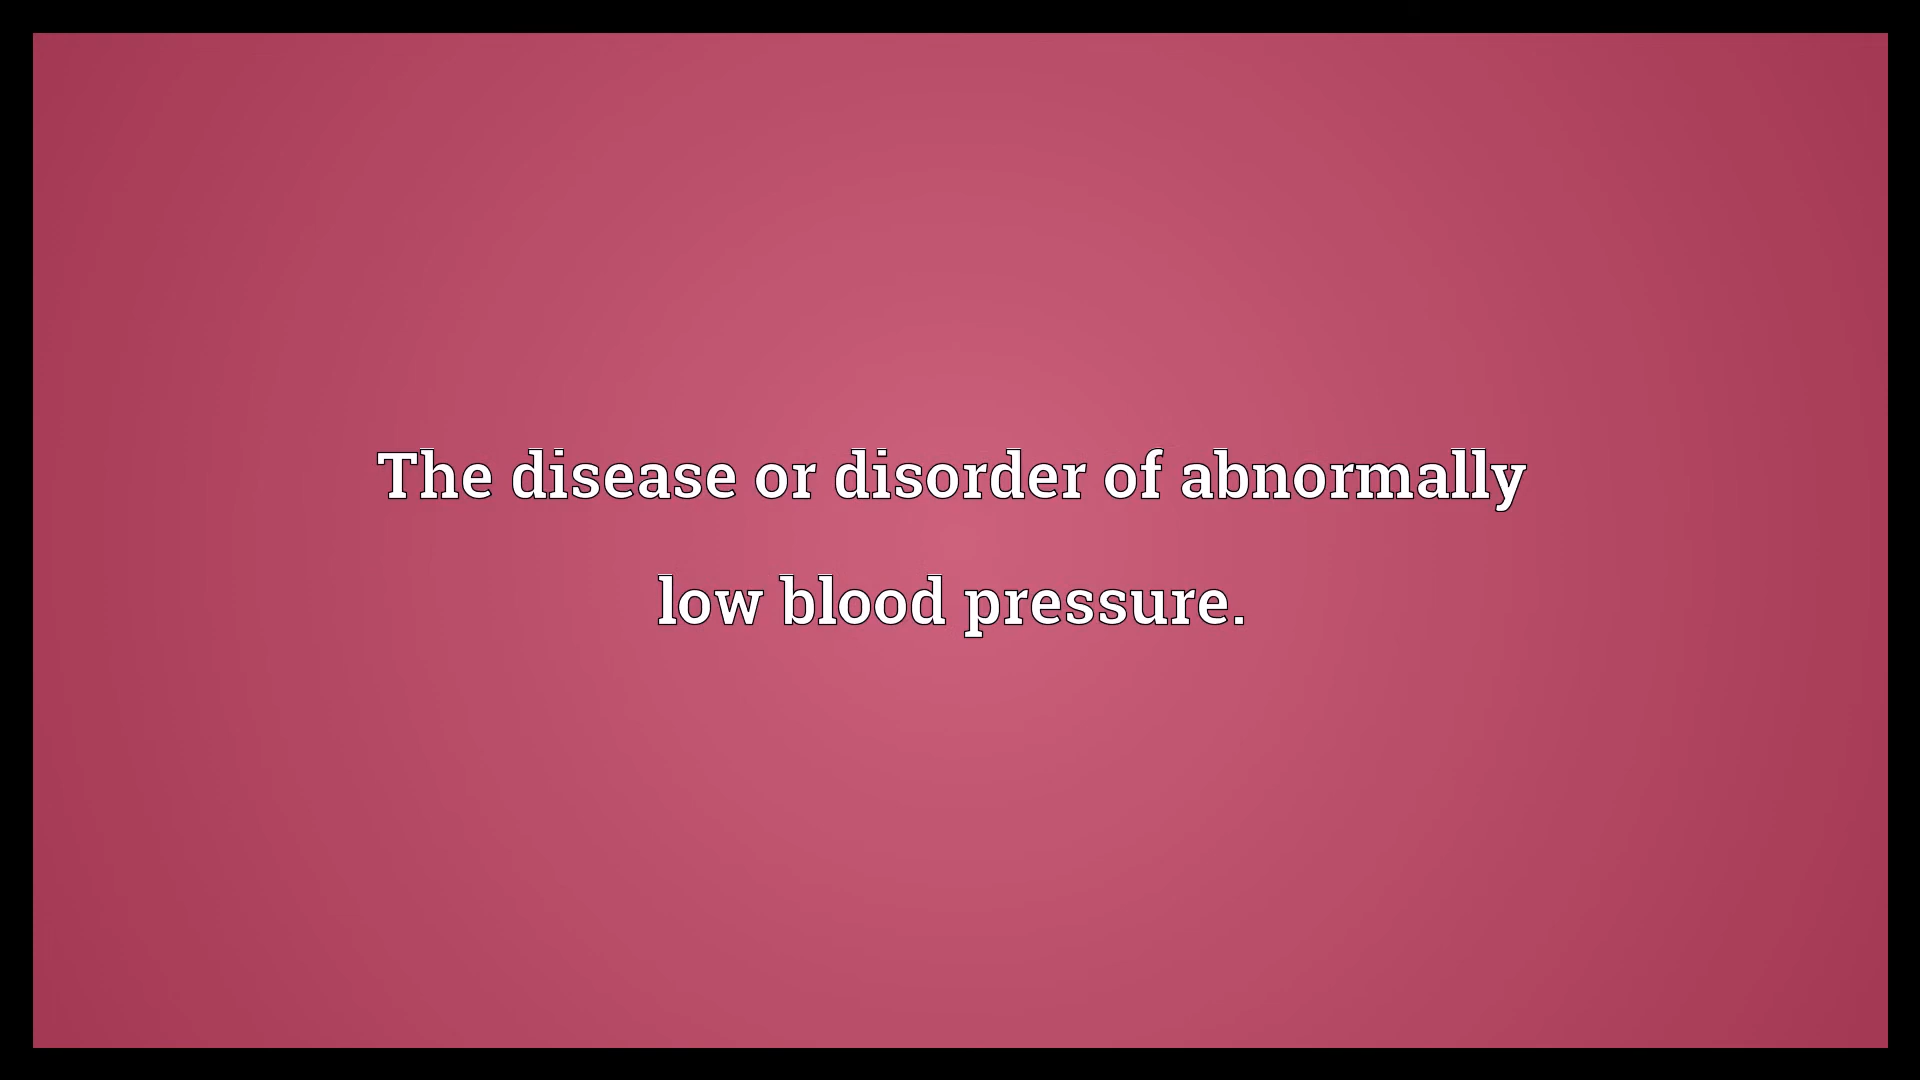 The disease or disorder of abnormally
low blood pressure.